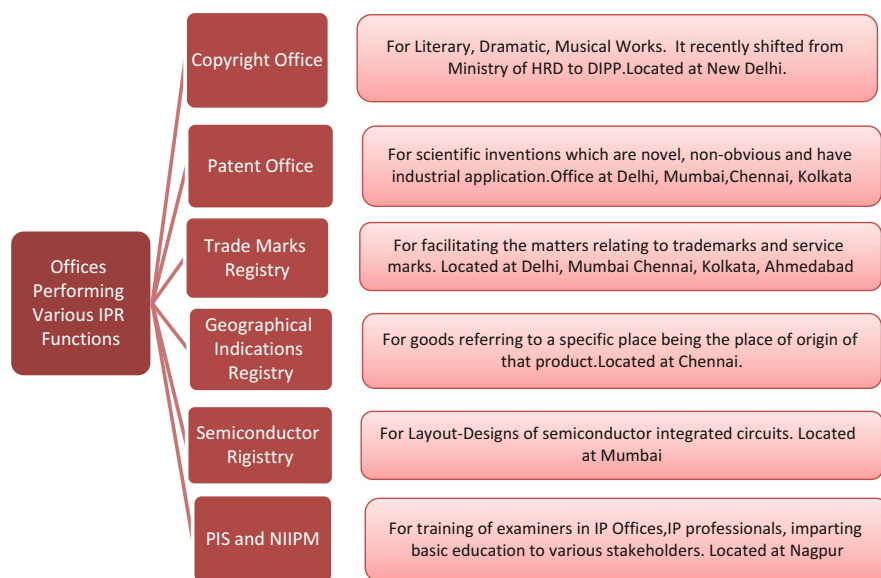 Copyright Office
For Literary, Dramatic, Musical Works. It recently shifted from
Ministry of HRD to DIPP.Located at New Delhi.
Patent Office
For scientific inventions which are novel, non-obvious and have
industrial application.Office at Delhi, Mumbai,Chennai, Kolkata
Offices
Performing
Various IPR
Functions
Trade Marks
Registry
For facilitating the matters relating to trademarks and service
marks. Located at Delhi, Mumbai Chennai, Kolkata, Ahmedabad
Geographical
Indications
Registry
For goods referring to a specific place being the place of origin of
that product.Located at Chennai.
Semiconductor
Rigisttry
For Layout-Designs of semiconductor integrated circuits. Located
at Mumbai
PIS and NIIPM
For training of examiners in IP Offices,IP professionals, imparting
basic education to various stakeholders. Located at Nagpur